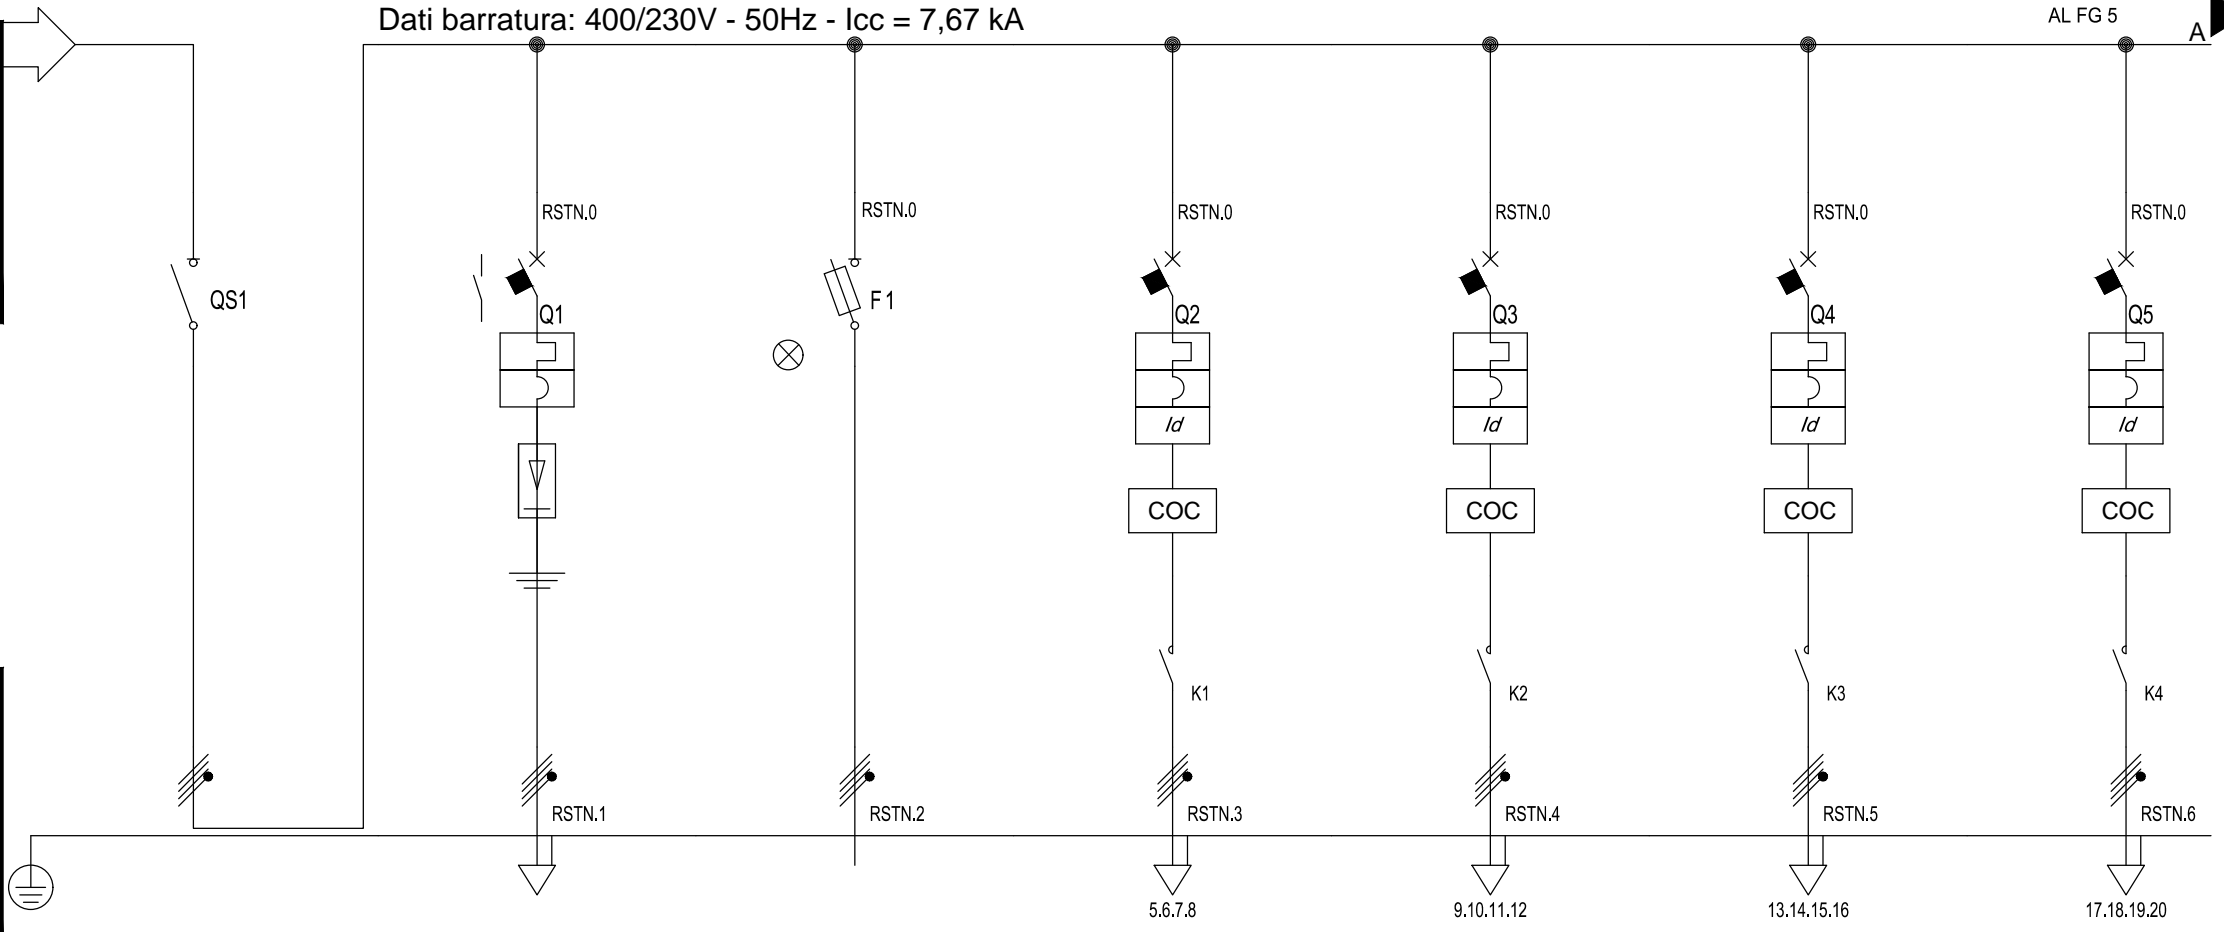 Dati barratura: 400/230V - 50Hz - Icc = 7,67 kA
AL FG 5
A
RSTN.0
RSTN.0
RSTN.0
RSTN.0
RSTN.0
RSTN.0
QS1
Q1
F1
Q2
Q3
Q4
Q5
Id
Id
Id
Id
COC
COC
COC
COC
K1
K2
K3
K4
RSTN.1
RSTN.2
RSTN.3
RSTN.4
RSTN.5
RSTN.6
5.6.7.8
9.10.11.12
13.14.15.16
17.18.19.20